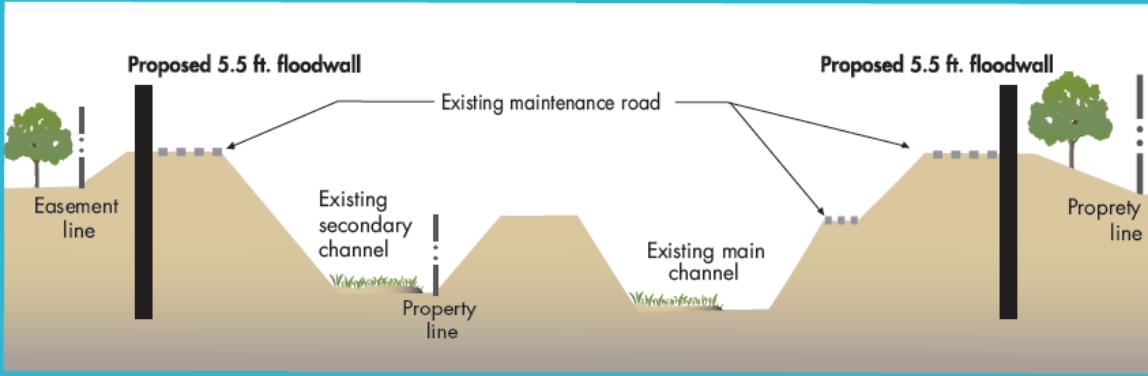 Proposed 5.5 ft. floodwall
Proposed 5.5 ft. floodwall
Existing maintenance road
Easement
line
Existing
secondary
channel
Property
line
Existing main
channel
Proprety
line